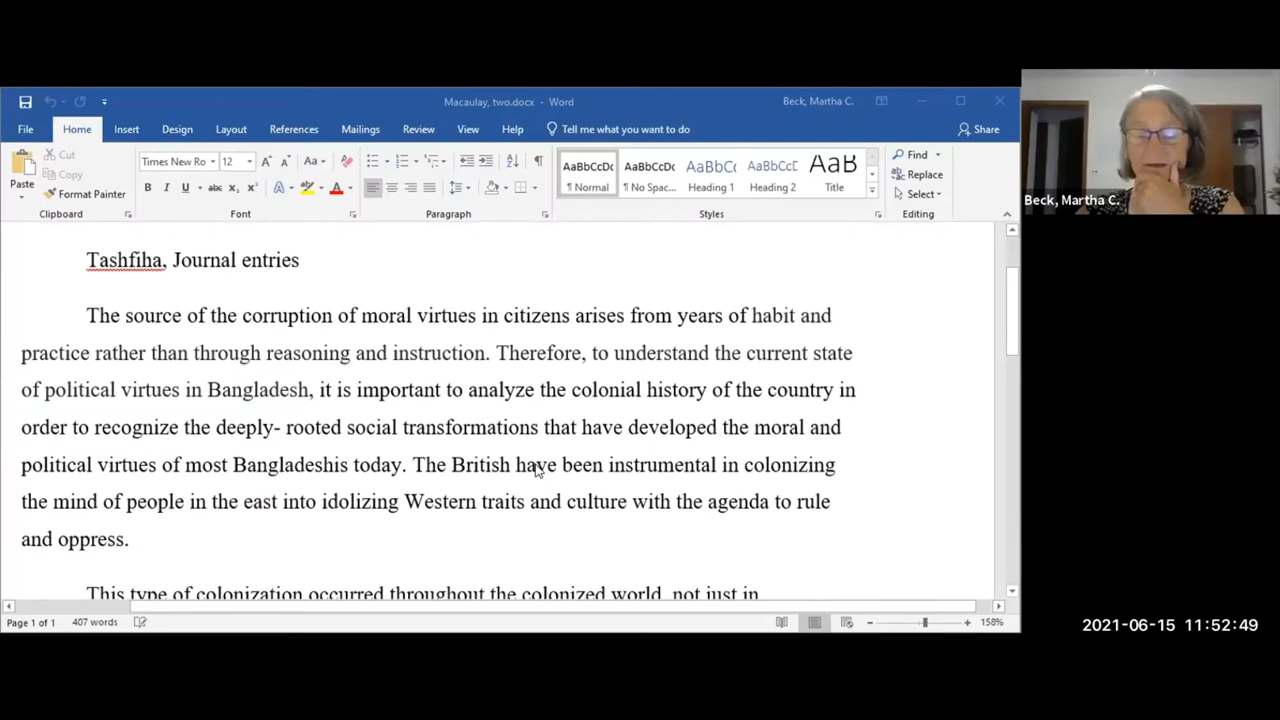 Macaulay, two.docx - Word
Beck, Martha C.
File Home Insert Design Layout References Mailings Review View Help Tell me what you want to do Share
Paste
Cut
Copy
Format Painter
Clipboard
Times New Ro 12
Aa
B I U abc X₂ X² A A
Font
Paragraph
AaBbCcDc AaBbCcDc AaBbCc AaBbCcC AaB
¶ Normal ¶ No Spac... Heading 1 Heading 2 Title
Styles
Find
Replace
Select
Editing
Tashfiha, Journal entries
The source of the corruption of moral virtues in citizens arises from years of habit and
practice rather than through reasoning and instruction. Therefore, to understand the current state
of political virtues in Bangladesh, it is important to analyze the colonial history of the country in
order to recognize the deeply- rooted social transformations that have developed the moral and
political virtues of most Bangladeshis today. The British have been instrumental in colonizing
the mind of people in the east into idolizing Western traits and culture with the agenda to rule
and oppress.
This type of colonization occurred throughout the colonized world, not just in
Page 1 of 1 407 words 158%
Beck, Martha C.
2021-06-15 11:52:49